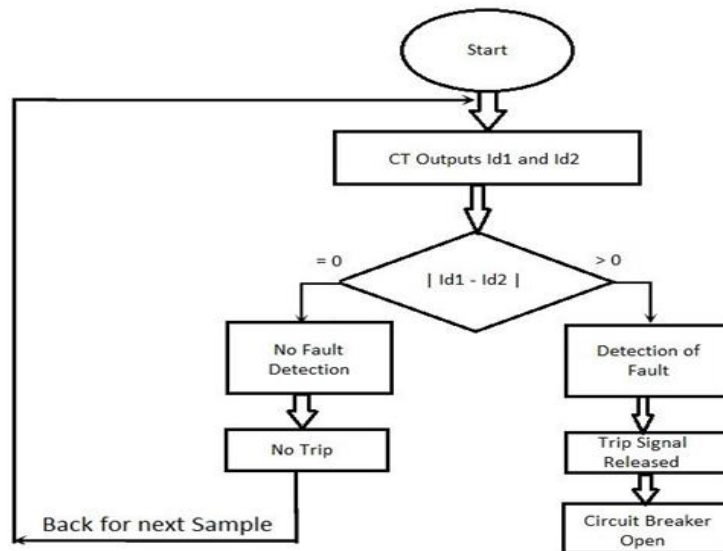 Start
CT Outputs Id1 and Id2
= 0
| Id1 - Id2 |
> 0
No Fault
Detection
Detection of
Fault
No Trip
Trip Signal
Released
Back for next Sample
Circuit Breaker
Open